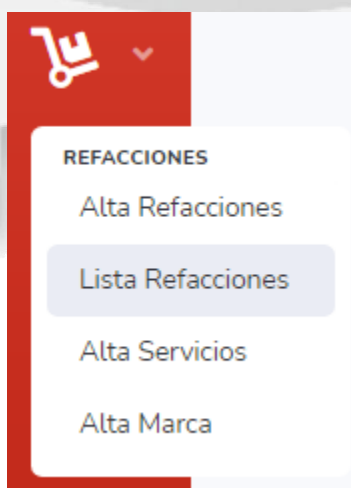 REFACCIONES
Alta Refacciones
Lista Refacciones
Alta Servicios
Alta Marca